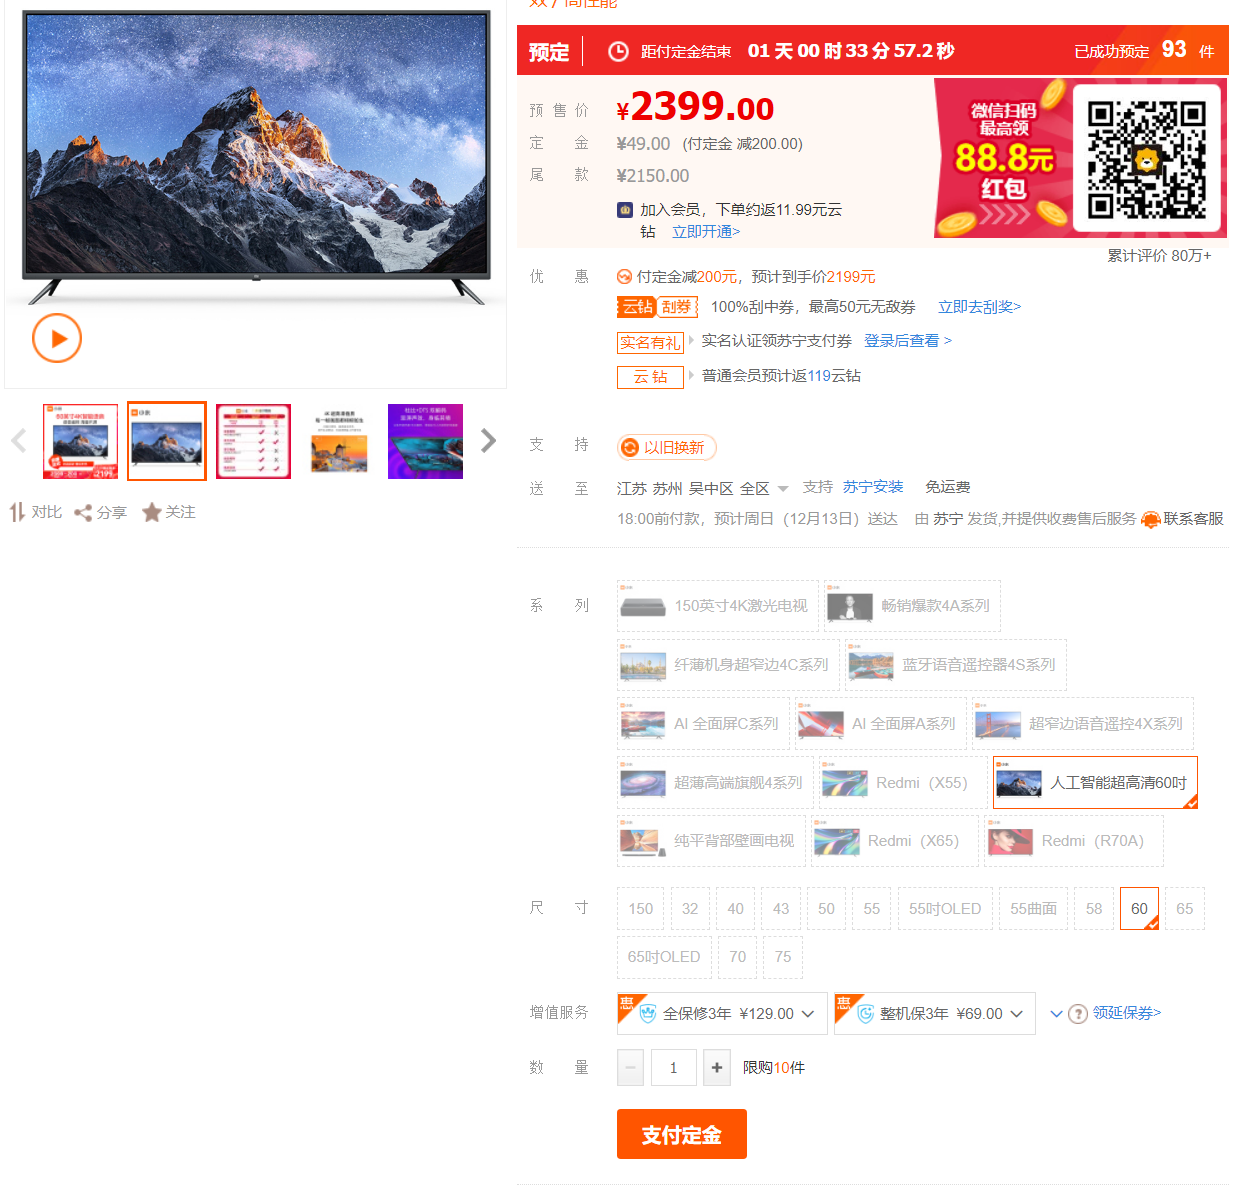 双子高性能
预定 距付定金结束 01 天 00 时 33 分 57.2 秒 已成功预定 93 件
预售价 ¥2399.00
定金 ¥49.00 (付定金 减200.00)
尾款 ¥2150.00
加入会员，下单约返11.99元云
钻 立即开通>
微信扫码
最高领
88.8元
红包
累计评价 80万+
优惠 付定金减200元，预计到手价2199元
云钻 刮券 100%刮中券，最高50元无敌券 立即去刮奖>
实名有礼 实名认证领苏宁支付券 登录后查看 >
云钻 普通会员预计返119云钻
支持 以旧换新
送至 江苏 苏州 吴中区 全区 支持 苏宁安装 免运费
18:00前付款，预计周日（12月13日）送达 由 苏宁 发货,并提供收费售后服务 联系客服
对比 分享 关注
系列 150英寸4K激光电视 畅销爆款4A系列
纤薄机身超窄边4C系列 蓝牙语音遥控器4S系列
AI 全面屏C系列 AI 全面屏A系列 超窄边语音遥控4X系列
超薄高端旗舰4系列 Redmi（X55） 人工智能超高清60吋
纯平背部壁画电视 Redmi（X65） Redmi（R70A）
尺寸 150 32 40 43 50 55 55吋OLED 55曲面 58 60 65
65吋OLED 70 75
增值服务 惠 全保修3年 ¥129.00 惠 整机保3年 ¥69.00 ? 领延保券>
数量 − 1 + 限购10件
支付定金